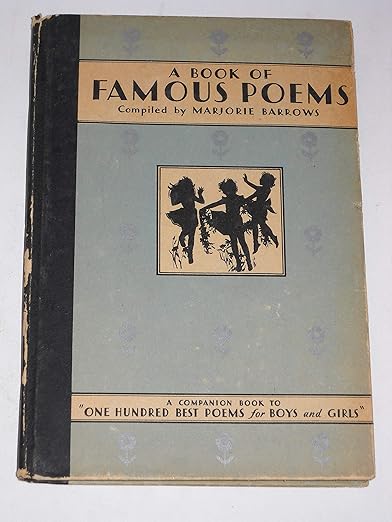 A BOOK OF
FAMOUS POEMS
Compiled by MARJORIE BARROWS
A COMPANION BOOK TO
"ONE HUNDRED BEST POEMS for BOYS and GIRLS"